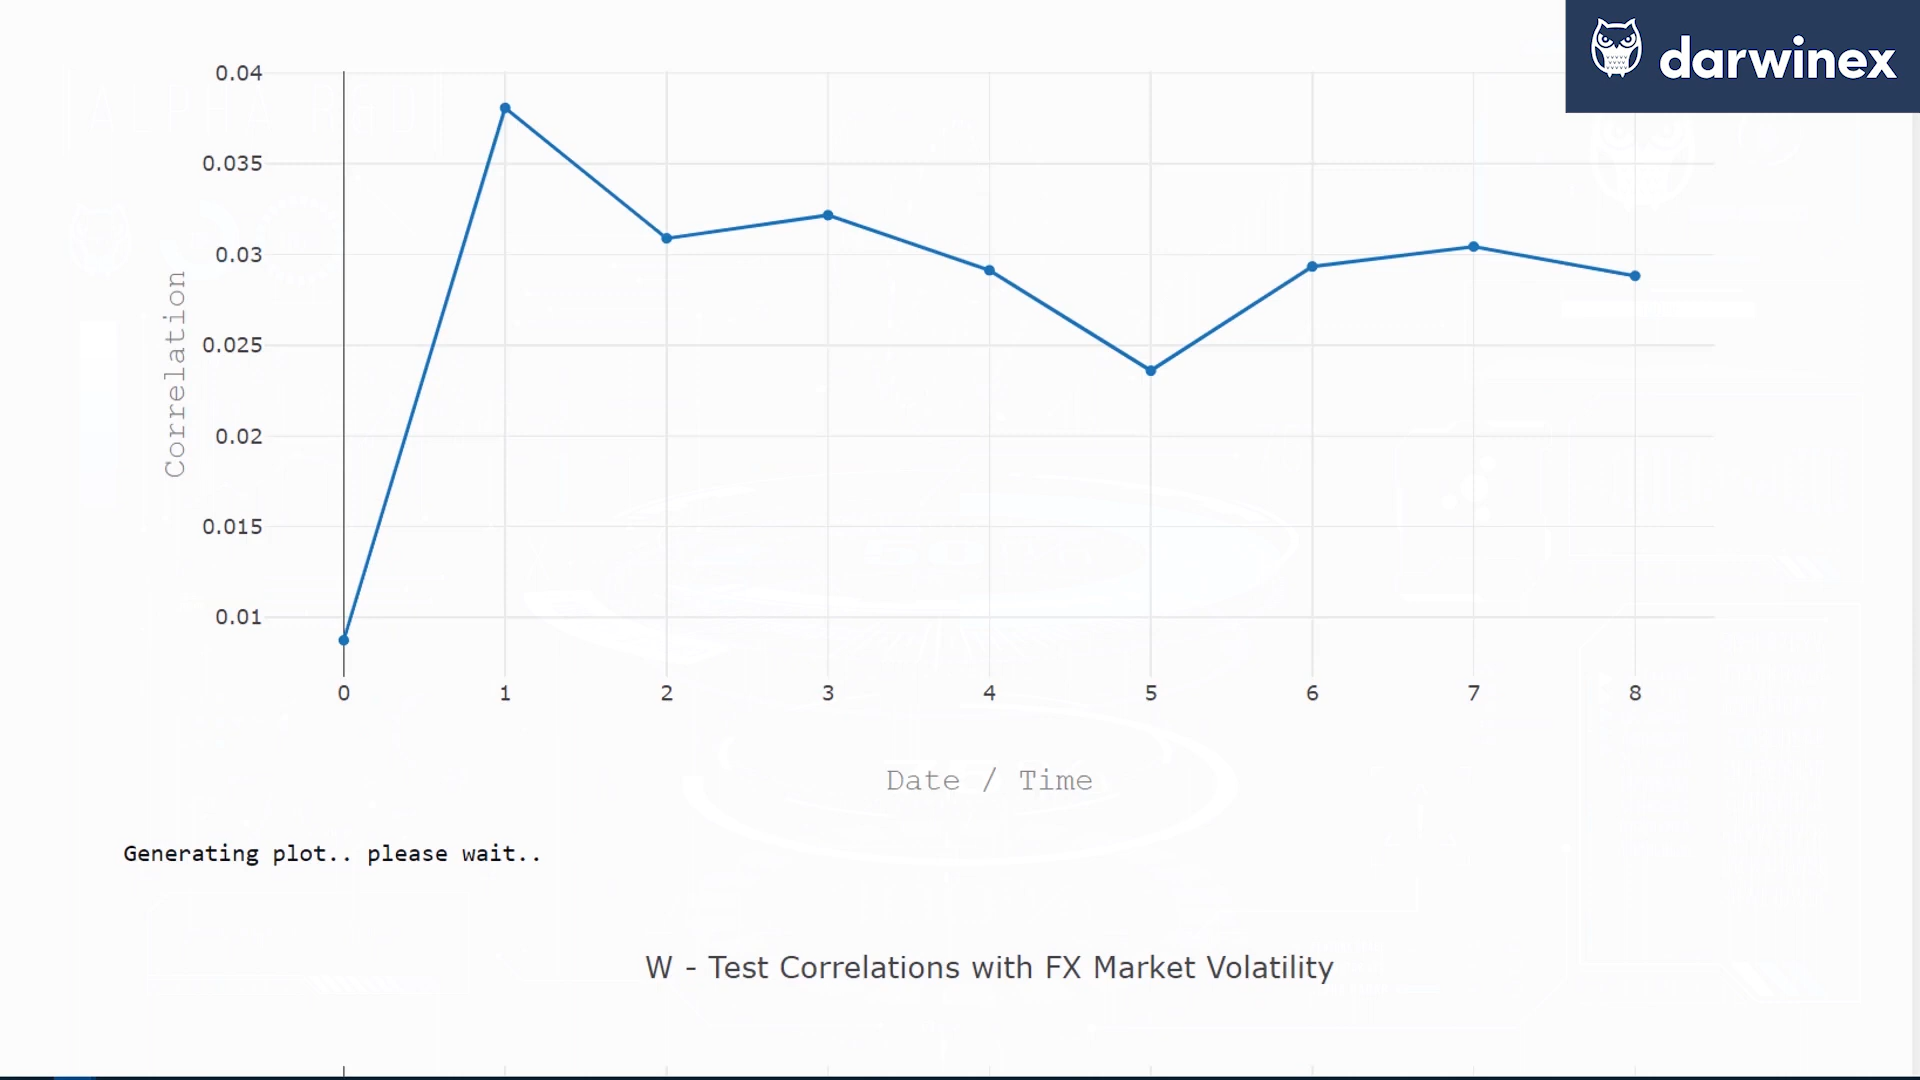 darwinex
0.04
0.035
0.03
0.025
0.02
0.015
0.01
Correlation
0 1 2 3 4 5 6 7 8
Date / Time
Generating plot.. please wait..
W - Test Correlations with FX Market Volatility